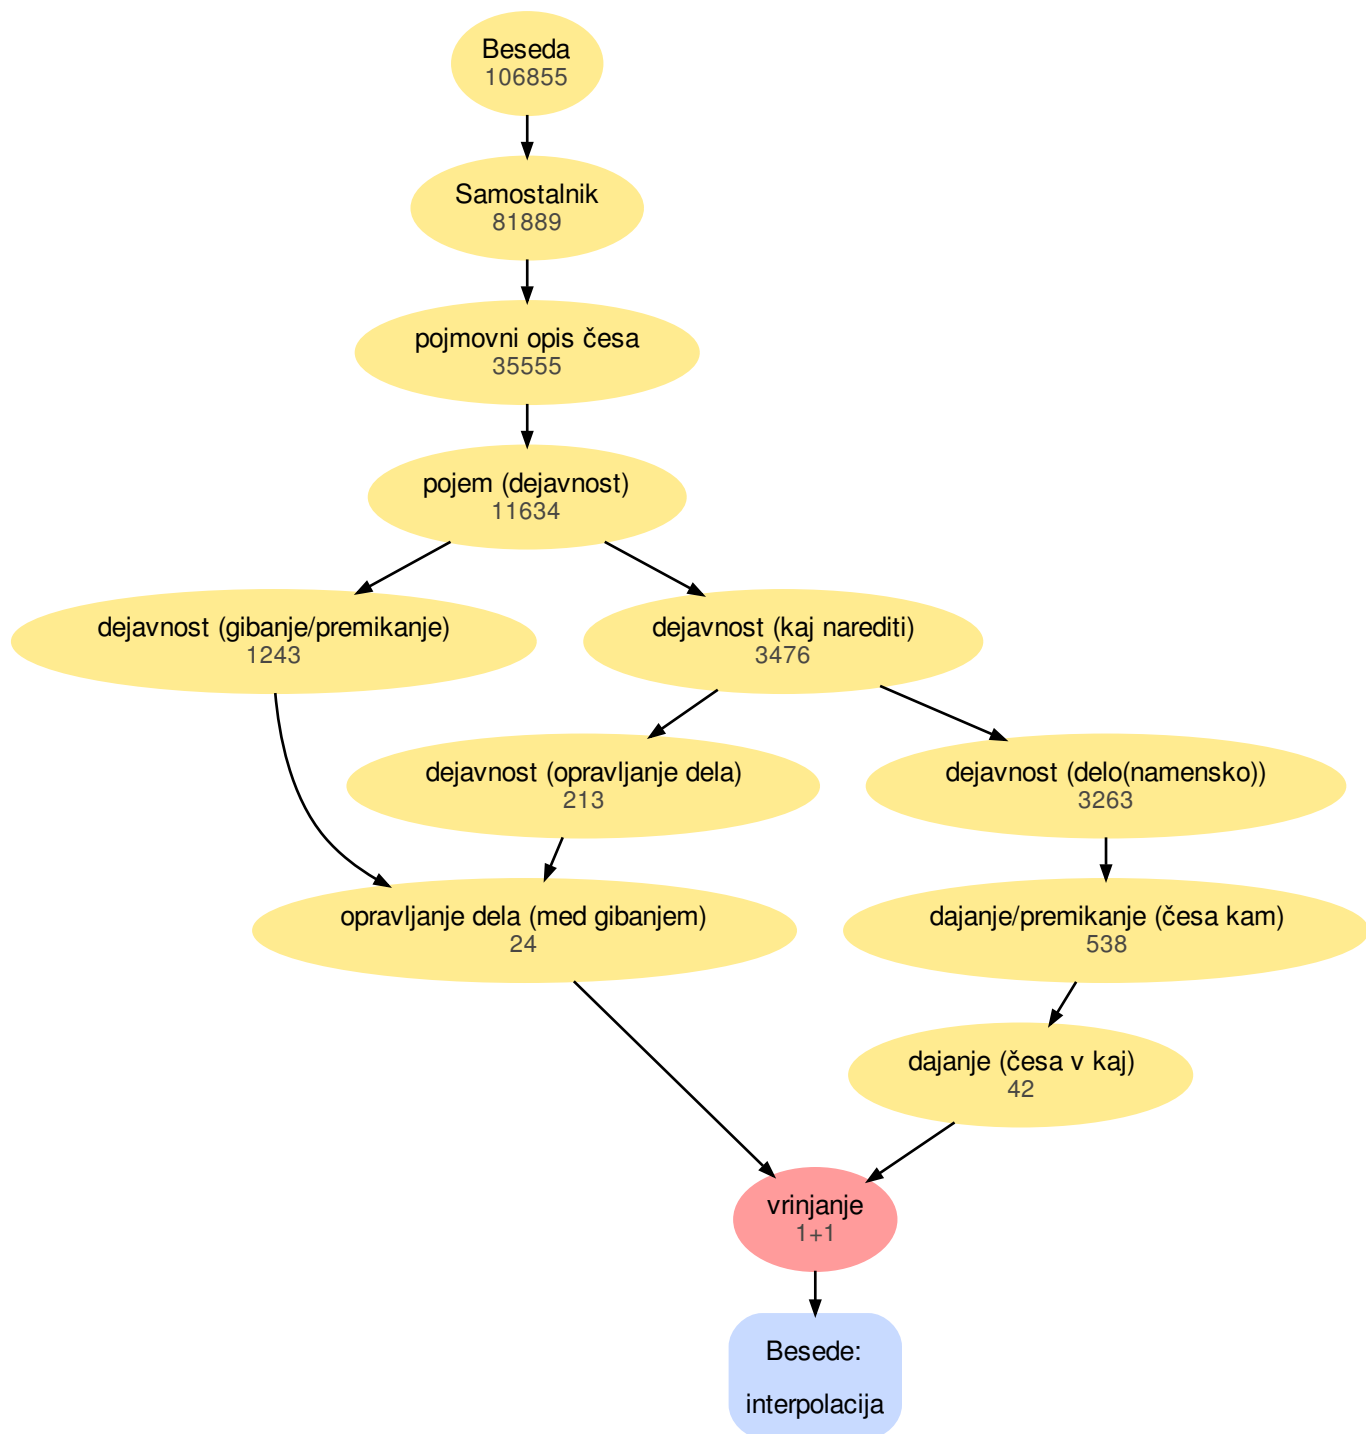 Beseda
106855
Samostalnik
81889
pojmovni opis česa
35555
pojem (dejavnost)
11634
dejavnost (gibanje/premikanje)
1243
dejavnost (kaj narediti)
3476
dejavnost (opravljanje dela)
213
dejavnost (delo(namensko))
3263
opravljanje dela (med gibanjem)
24
dajanje/premikanje (česa kam)
538
dajanje (česa v kaj)
42
vrinjanje
1+1
Besede:
interpolacija